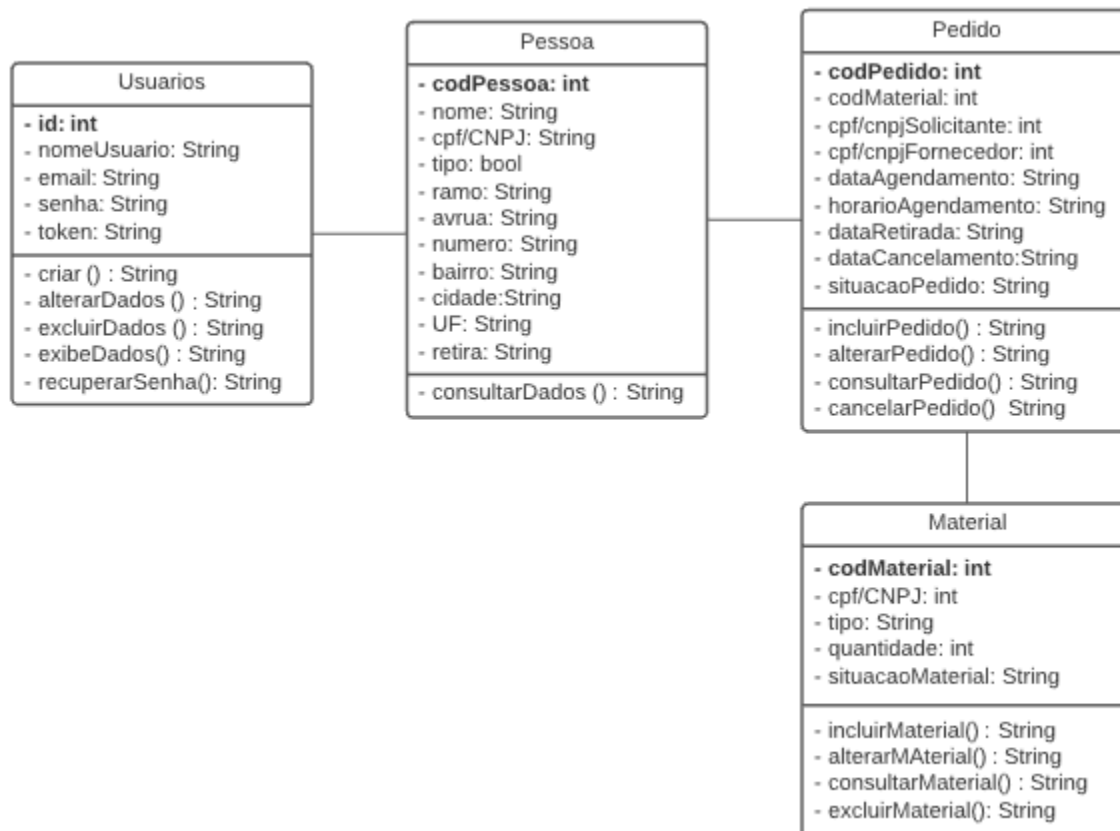 Usuarios
- id: int
- nomeUsuario: String
- email: String
- senha: String
- token: String
- criar () : String
- alterarDados () : String
- excluirDados () : String
- exibeDados() : String
- recuperarSenha(): String
Pessoa
- codPessoa: int
- nome: String
- cpf/CNPJ: String
- tipo: bool
- ramo: String
- avrua: String
- numero: String
- bairro: String
- cidade:String
- UF: String
- retira: String
- consultarDados () : String
Pedido
- codPedido: int
- codMaterial: int
- cpf/cnpjSolicitante: int
- cpf/cnpjFornecedor: int
- dataAgendamento: String
- horarioAgendamento: String
- dataRetirada: String
- dataCancelamento:String
- situacaoPedido: String
- incluirPedido() : String
- alterarPedido() : String
- consultarPedido() : String
- cancelarPedido() String
Material
- codMaterial: int
- cpf/CNPJ: int
- tipo: String
- quantidade: int
- situacaoMaterial: String
- incluirMaterial() : String
- alterarMAterial() : String
- consultarMaterial() : String
- excluirMaterial(): String